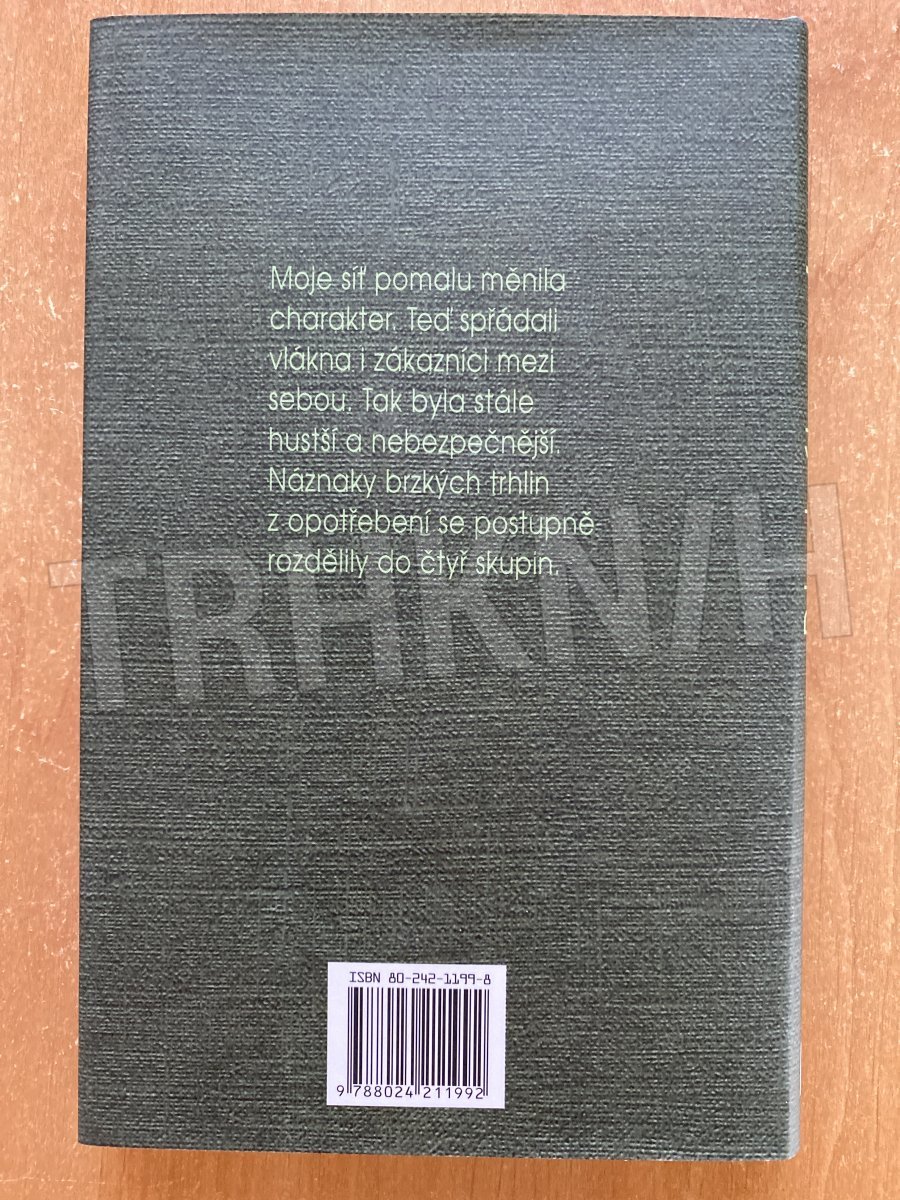 Moje síť pomalu měnila
charakter. Teď spřádali
vlákna i zákazníci mezi
sebou. Tak byla stále
hustší a nebezpečnější.
Náznaky brzkých trhlin
z opotřebení se postupně
rozdělily do čtyř skupin.
TRHKNIH
ISBN 80-242-1199-8
9 788024 211992